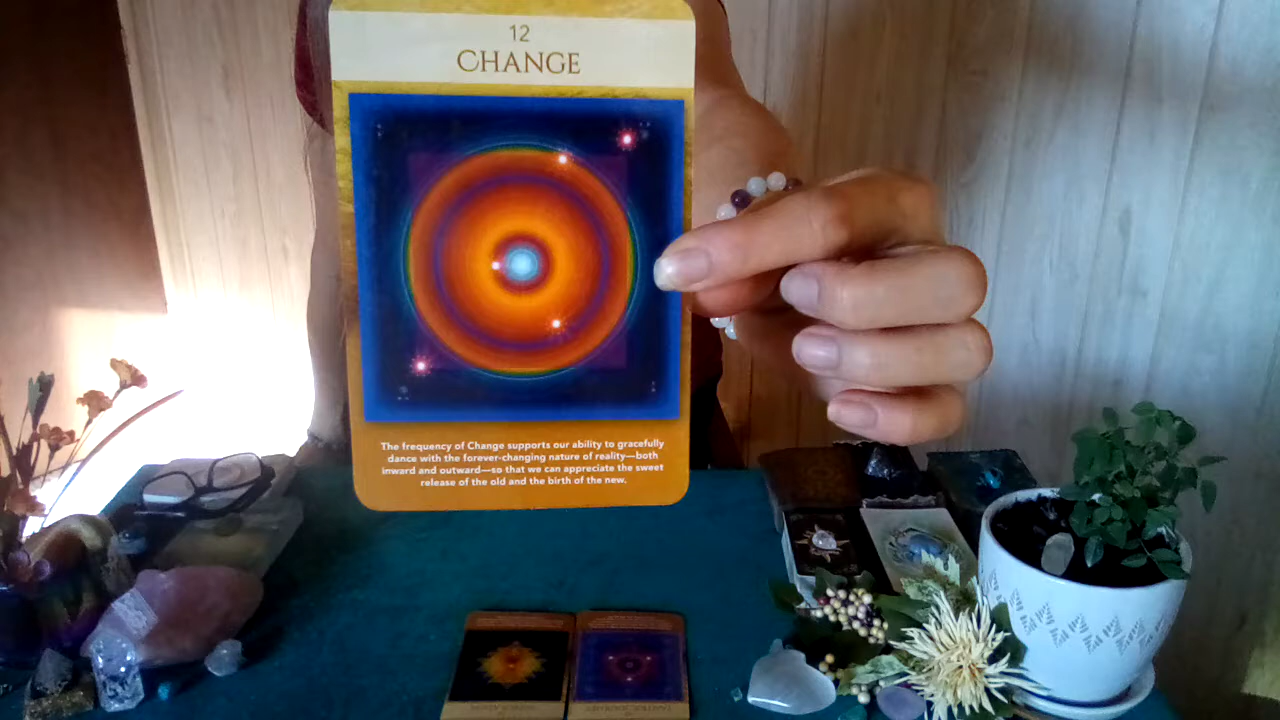 12
CHANGE
The frequency of Change supports our ability to gracefully
dance with the forever-changing nature of reality—both
inward and outward—so that we can appreciate the sweet
release of the old and the birth of the new.